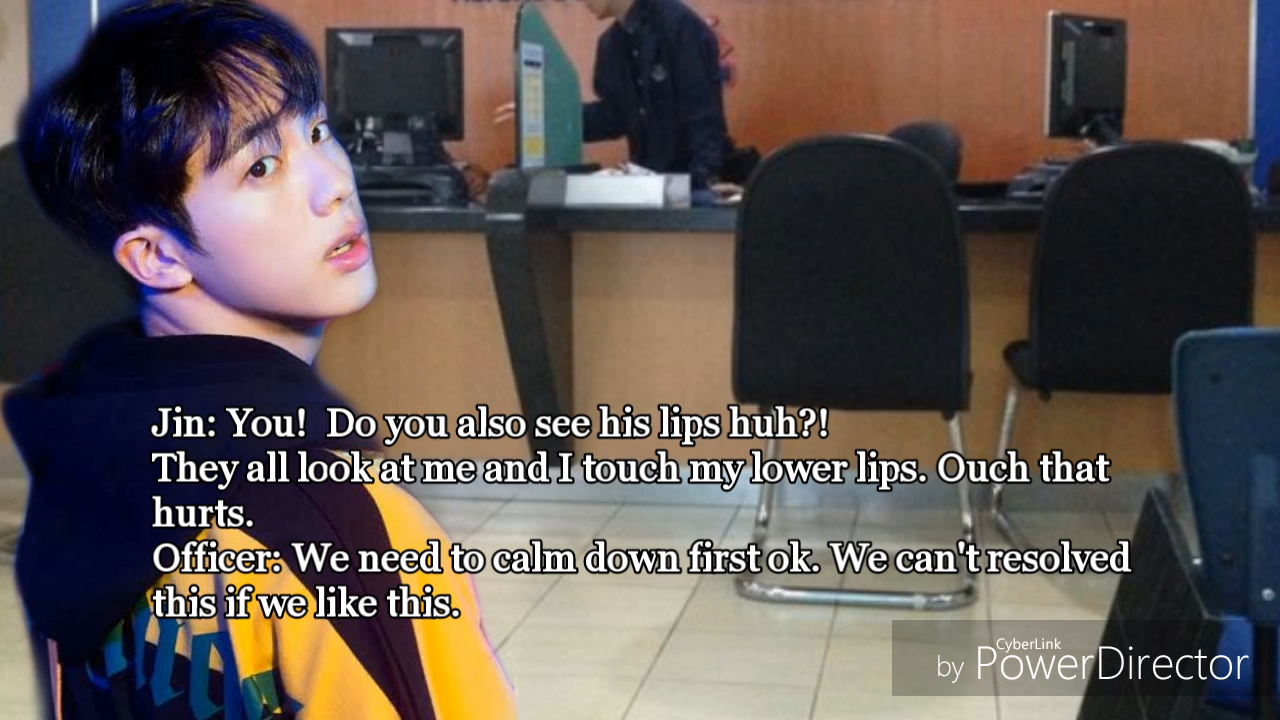 Jin: You!  Do you also see his lips huh?!
They all look at me and I touch my lower lips. Ouch that
hurts.
Officer: We need to calm down first ok. We can't resolved
this if we like this.
CyberLink
by PowerDirector